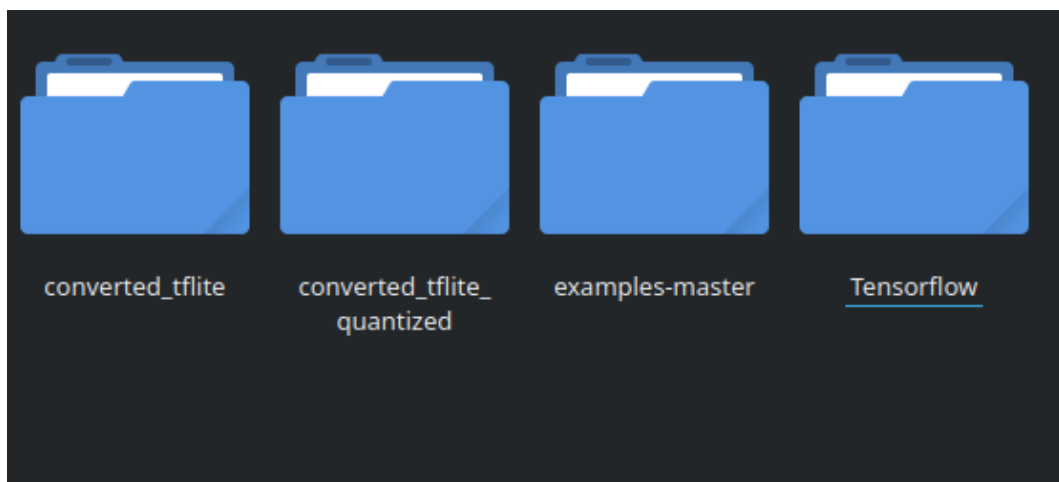 converted_tflite
converted_tflite_
quantized
examples-master
Tensorflow